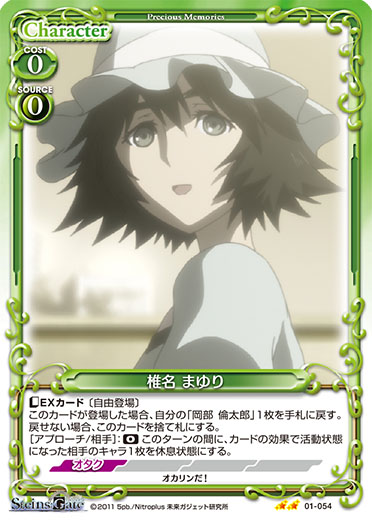 Precious Memories
Character
COST
0
SOURCE
0
椎名 まゆり
EXカード〔自由登場〕
このカードが登場した場合、自分の「岡部 倫太郎」1枚を手札に戻す。
戻せない場合、このカードを捨て札にする。
［アプローチ/相手］： このターンの間に、カードの効果で活動状態
になった相手のキャラ1枚を休息状態にする。
オタク
オカリンだ！
Steins;Gate
©2011 5pb./Nitroplus 未来ガジェット研究所
01-054